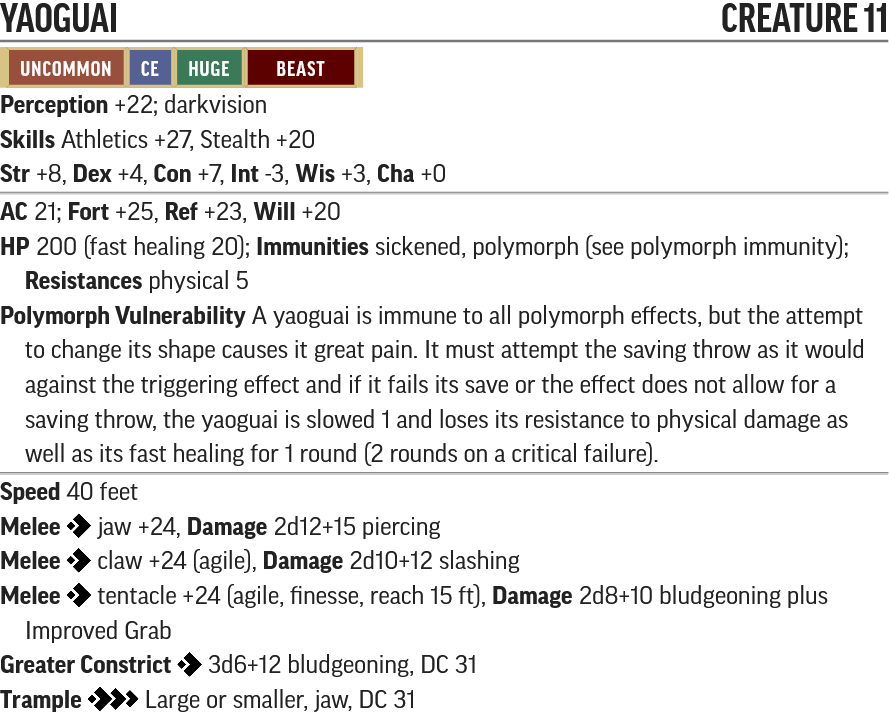 YAOGUAI CREATURE 11
UNCOMMON CE HUGE BEAST
Perception +22; darkvision
Skills Athletics +27, Stealth +20
Str +8, Dex +4, Con +7, Int -3, Wis +3, Cha +0
AC 21; Fort +25, Ref +23, Will +20
HP 200 (fast healing 20); Immunities sickened, polymorph (see polymorph immunity);
Resistances physical 5
Polymorph Vulnerability A yaoguai is immune to all polymorph effects, but the attempt
to change its shape causes it great pain. It must attempt the saving throw as it would
against the triggering effect and if it fails its save or the effect does not allow for a
saving throw, the yaoguai is slowed 1 and loses its resistance to physical damage as
well as its fast healing for 1 round (2 rounds on a critical failure).
Speed 40 feet
Melee jaw +24, Damage 2d12+15 piercing
Melee claw +24 (agile), Damage 2d10+12 slashing
Melee tentacle +24 (agile, finesse, reach 15 ft), Damage 2d8+10 bludgeoning plus
Improved Grab
Greater Constrict 3d6+12 bludgeoning, DC 31
Trample Large or smaller, jaw, DC 31